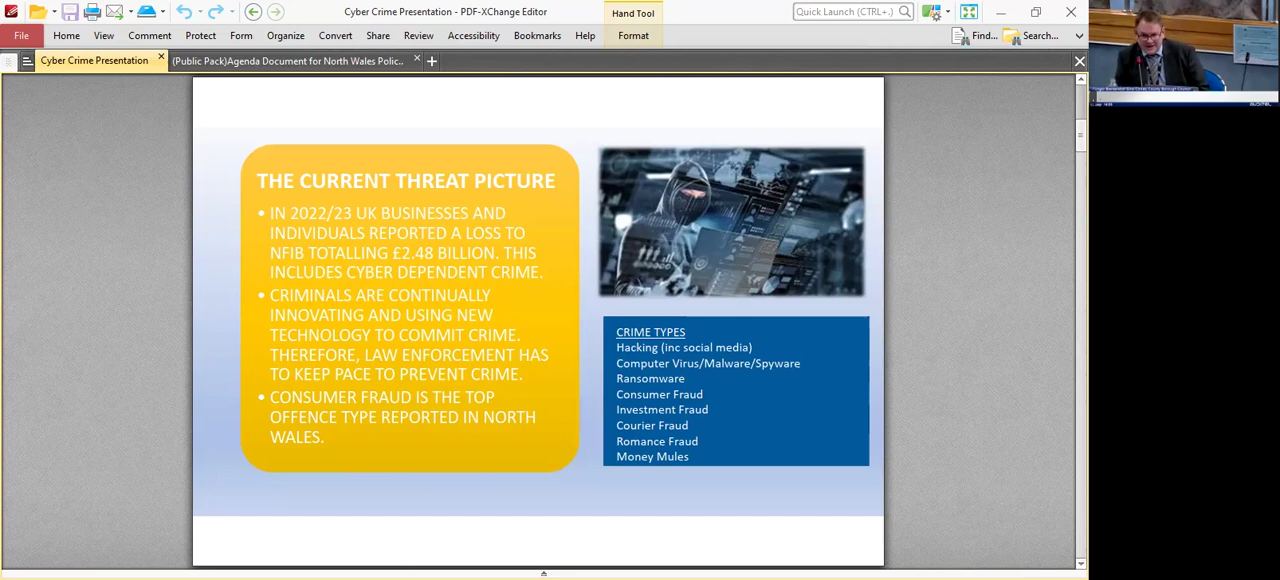 Cyber Crime Presentation - PDF-XChange Editor
Hand Tool
Quick Launch (CTRL+.)
File
Home
View
Comment
Protect
Form
Organize
Convert
Share
Review
Accessibility
Bookmarks
Help
Format
Find...
Search...
Cyber Crime Presentation
(Public Pack)Agenda Document for North Wales Polic..
THE CURRENT THREAT PICTURE
• IN 2022/23 UK BUSINESSES AND
INDIVIDUALS REPORTED A LOSS TO
NFIB TOTALLING £2.48 BILLION. THIS
INCLUDES CYBER DEPENDENT CRIME.
• CRIMINALS ARE CONTINUALLY
INNOVATING AND USING NEW
TECHNOLOGY TO COMMIT CRIME.
THEREFORE, LAW ENFORCEMENT HAS
TO KEEP PACE TO PREVENT CRIME.
• CONSUMER FRAUD IS THE TOP
OFFENCE TYPE REPORTED IN NORTH
WALES.
CRIME TYPES
Hacking (inc social media)
Computer Virus/Malware/Spyware
Ransomware
Consumer Fraud
Investment Fraud
Courier Fraud
Romance Fraud
Money Mules